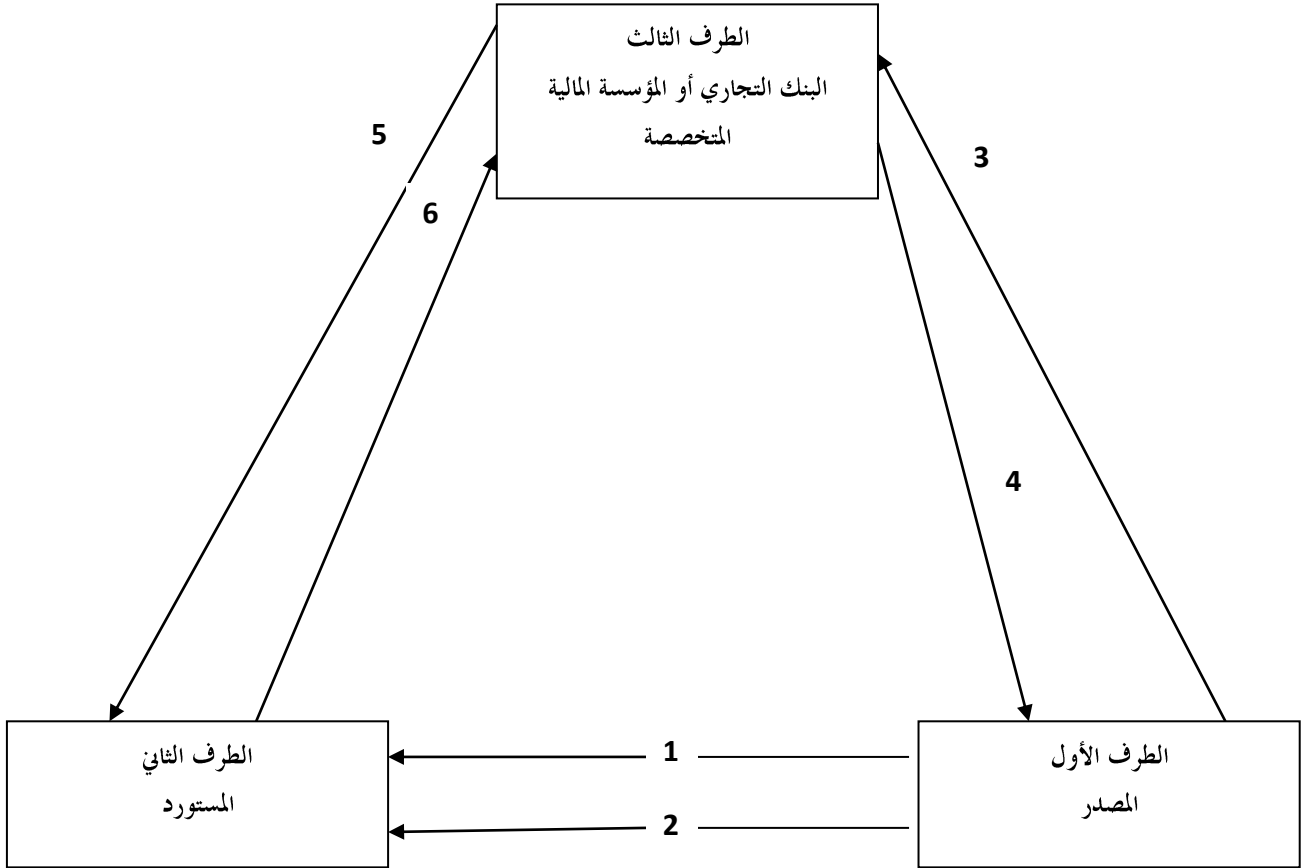 الطرف الثالث
البنك التجاري أو المؤسسة المالية
المتخصصة
5
3
6
4
الطرف الثاني
المستورد
1
2
الطرف الأول
المصدر